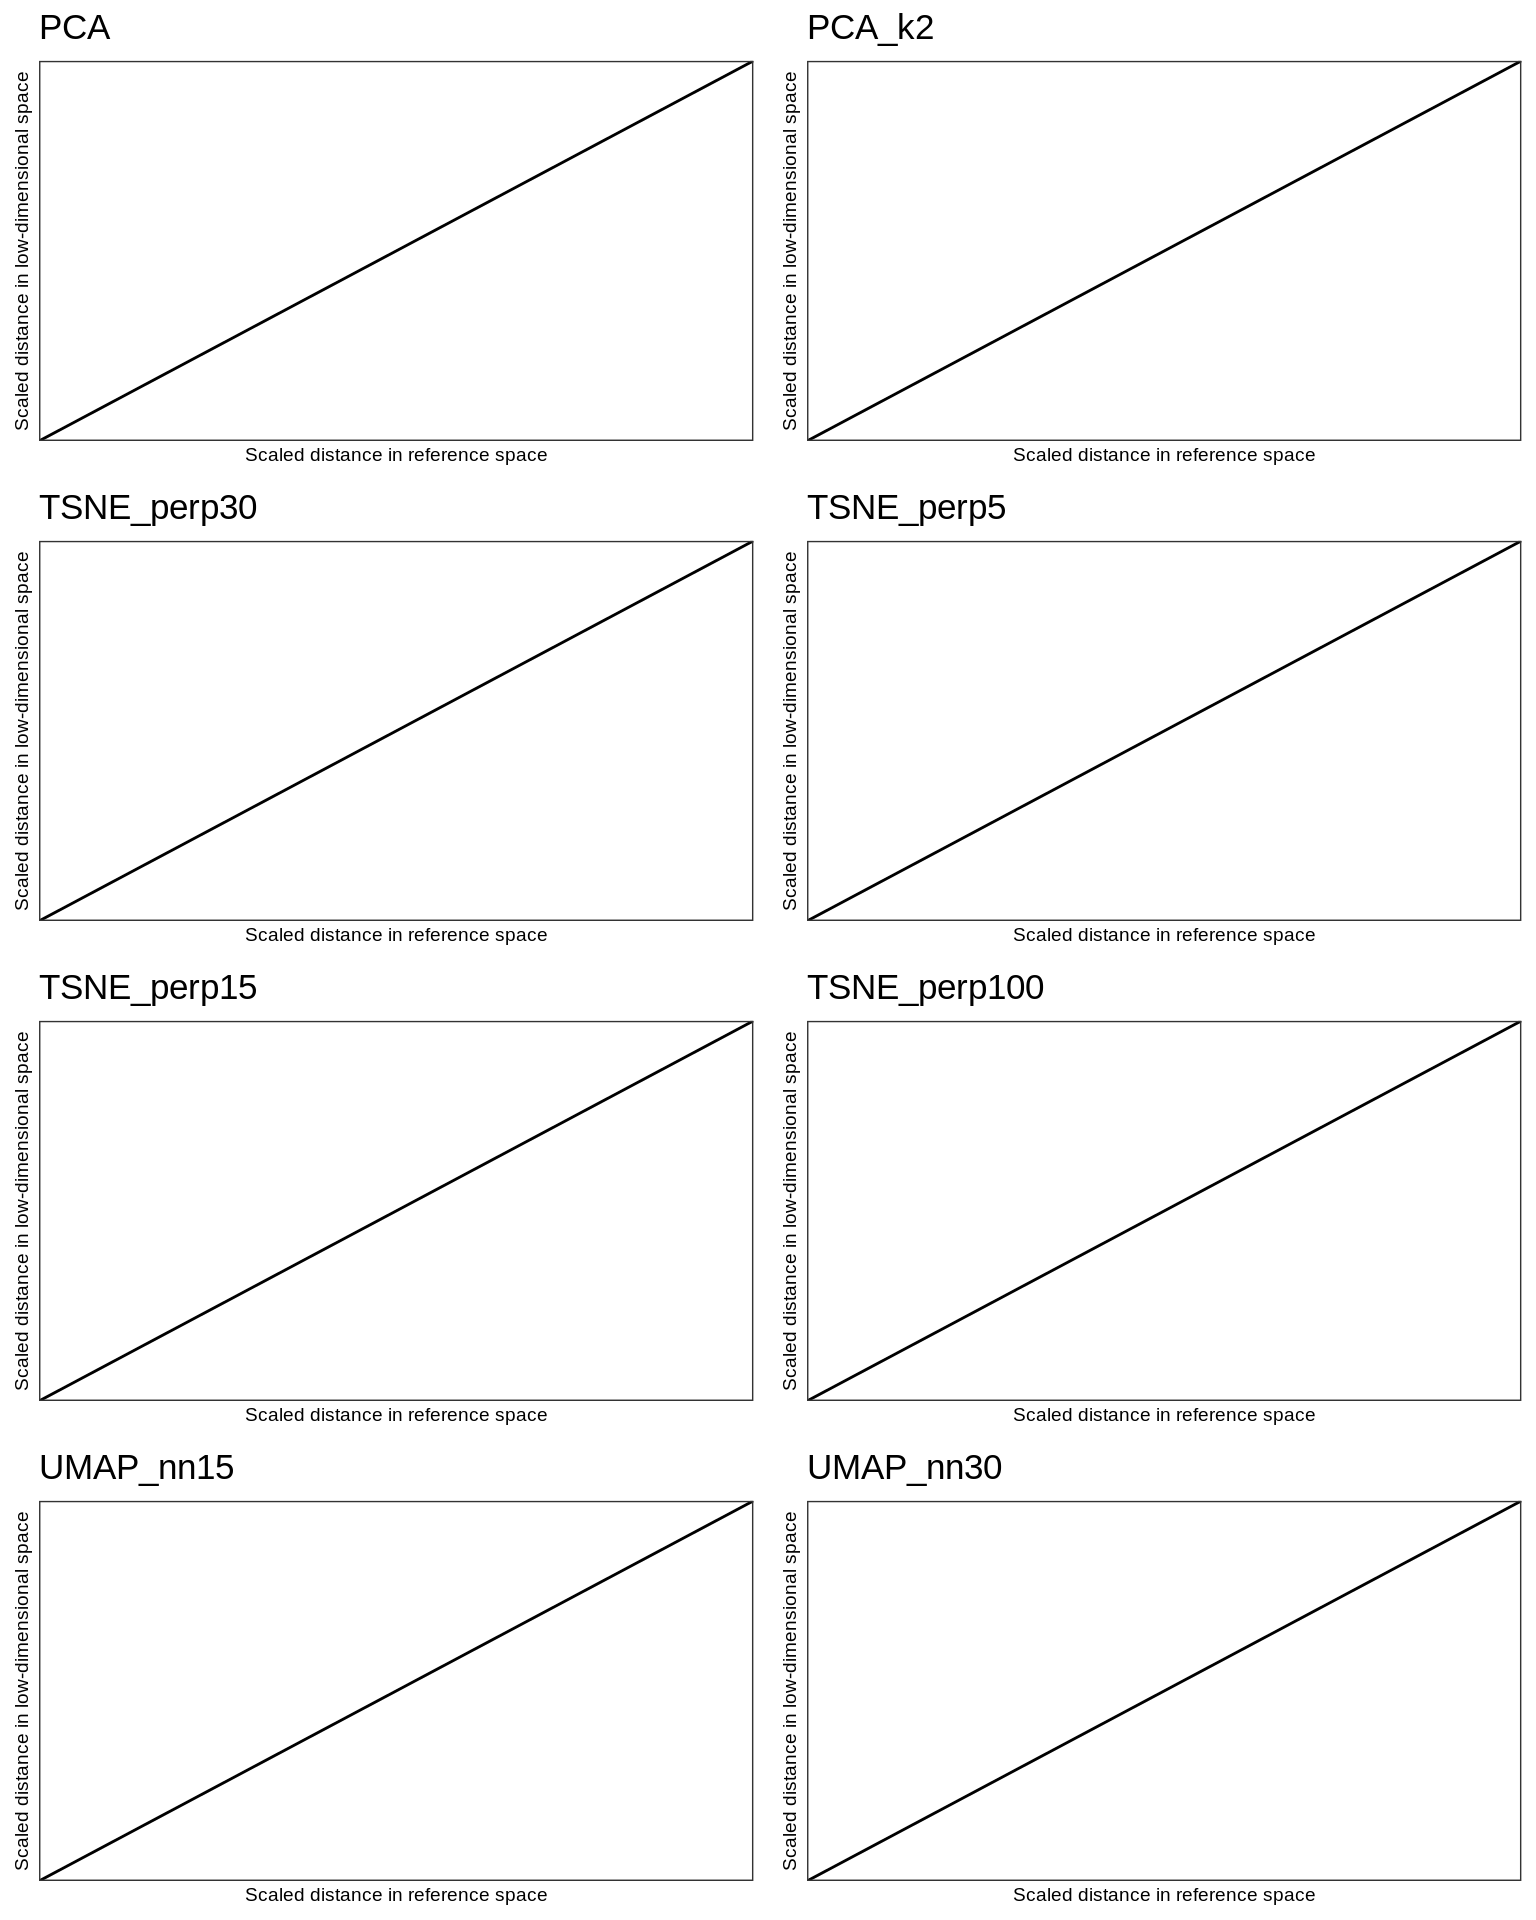 PCA
Scaled distance in low-dimensional space
Scaled distance in reference space
PCA_k2
Scaled distance in low-dimensional space
Scaled distance in reference space
TSNE_perp30
Scaled distance in low-dimensional space
Scaled distance in reference space
TSNE_perp5
Scaled distance in low-dimensional space
Scaled distance in reference space
TSNE_perp15
Scaled distance in low-dimensional space
Scaled distance in reference space
TSNE_perp100
Scaled distance in low-dimensional space
Scaled distance in reference space
UMAP_nn15
Scaled distance in low-dimensional space
Scaled distance in reference space
UMAP_nn30
Scaled distance in low-dimensional space
Scaled distance in reference space